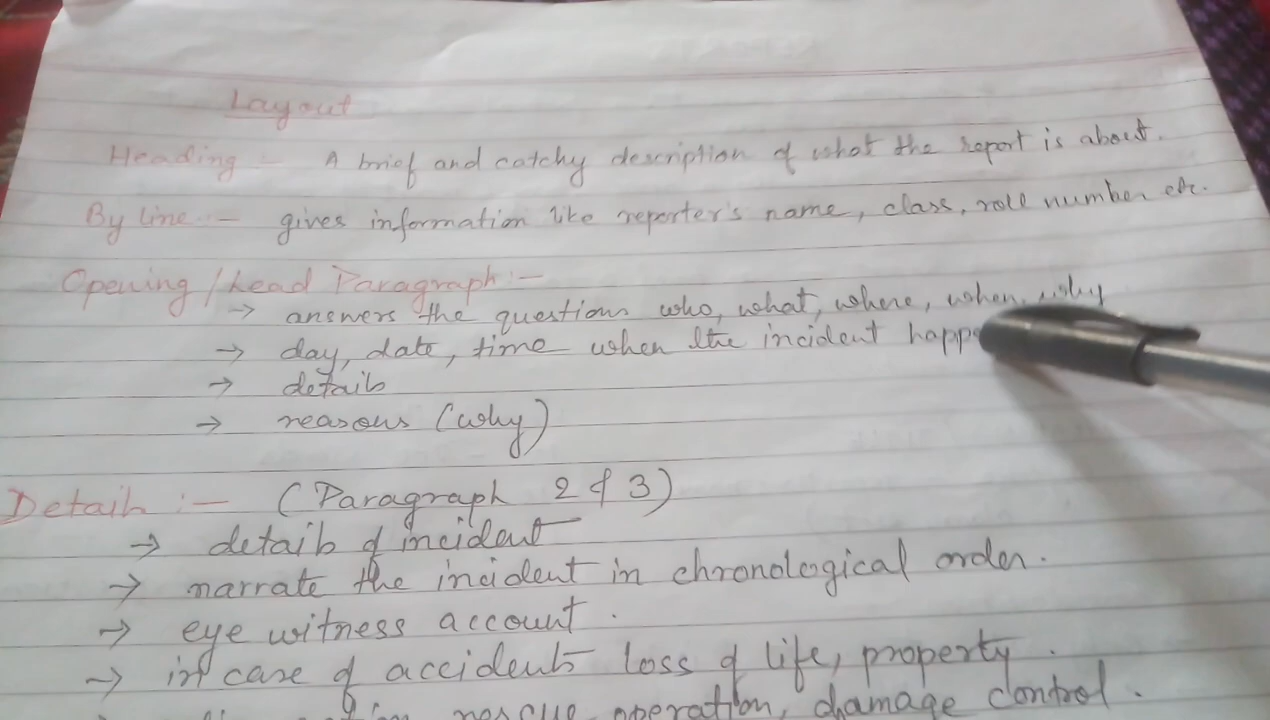 Layout
Heading - A brief and catchy description of what the report is about.
By line :- gives information like reporter's name, class, roll number etc.
Opening / Lead Paragraph :-
→ answers the questions who, what, where, when, why
→ day, date, time when the incident
→ details
→ reasons (why)
Details :- (Paragraph 2 & 3)
→ details of incident
→ narrate the incident in chronological order.
→ eye witness account.
→ in case of accidents loss of life, property.
rescue operation, damage control.